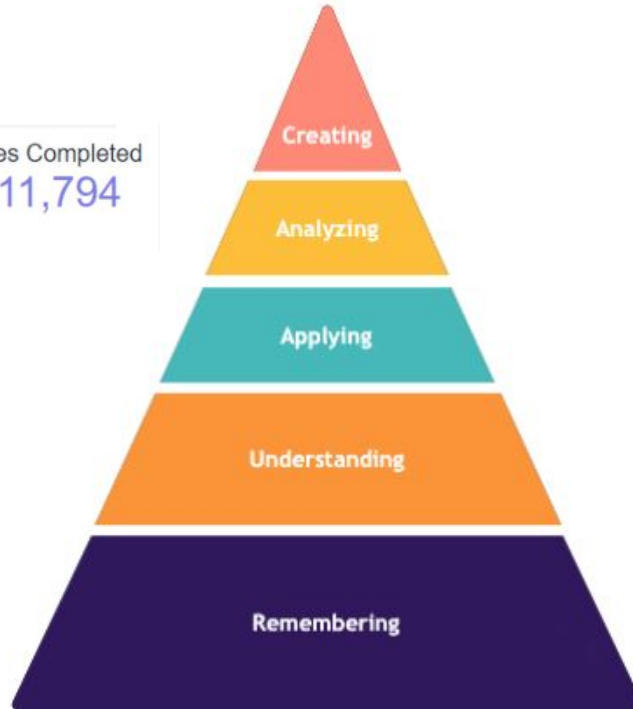 Creating
es Completed
11,794
Analyzing
Applying
Understanding
Remembering